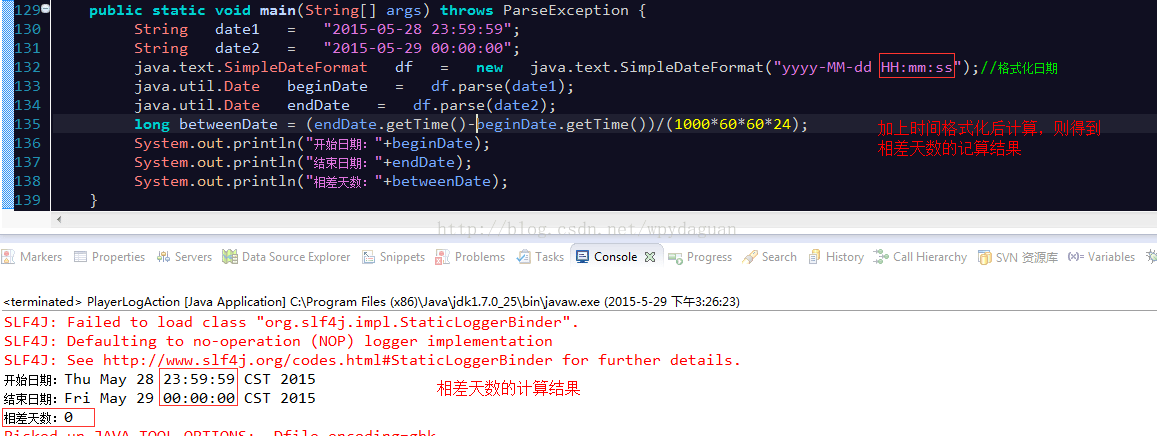 129 public static void main(String[] args) throws ParseException {
130 String date1 = "2015-05-28 23:59:59";
131 String date2 = "2015-05-29 00:00:00";
132 java.text.SimpleDateFormat df = new java.text.SimpleDateFormat("yyyy-MM-dd HH:mm:ss");//格式化日期
133 java.util.Date beginDate = df.parse(date1);
134 java.util.Date endDate = df.parse(date2);
135 long betweenDate = (endDate.getTime()-beginDate.getTime())/(1000*60*60*24);
136 System.out.println("开始日期："+beginDate);
137 System.out.println("结束日期："+endDate);
138 System.out.println("相差天数："+betweenDate);
139 }
加上时间格式化后计算，则得到
相差天数的记算结果
http://blog.csdn.net/wpydaguan
Markers Properties Servers Data Source Explorer Snippets Problems Tasks Console Progress Search History Call Hierarchy SVN 资源库 Variables
<terminated> PlayerLogAction [Java Application] C:\Program Files (x86)\Java\jdk1.7.0_25\bin\javaw.exe (2015-5-29 下午3:26:23)
SLF4J: Failed to load class "org.slf4j.impl.StaticLoggerBinder".
SLF4J: Defaulting to no-operation (NOP) logger implementation
SLF4J: See http://www.slf4j.org/codes.html#StaticLoggerBinder for further details.
开始日期：Thu May 28 23:59:59 CST 2015
结束日期：Fri May 29 00:00:00 CST 2015
相差天数的计算结果
相差天数：0
Picked up JAVA_TOOL_OPTIONS: -Dfile.encoding=gbk